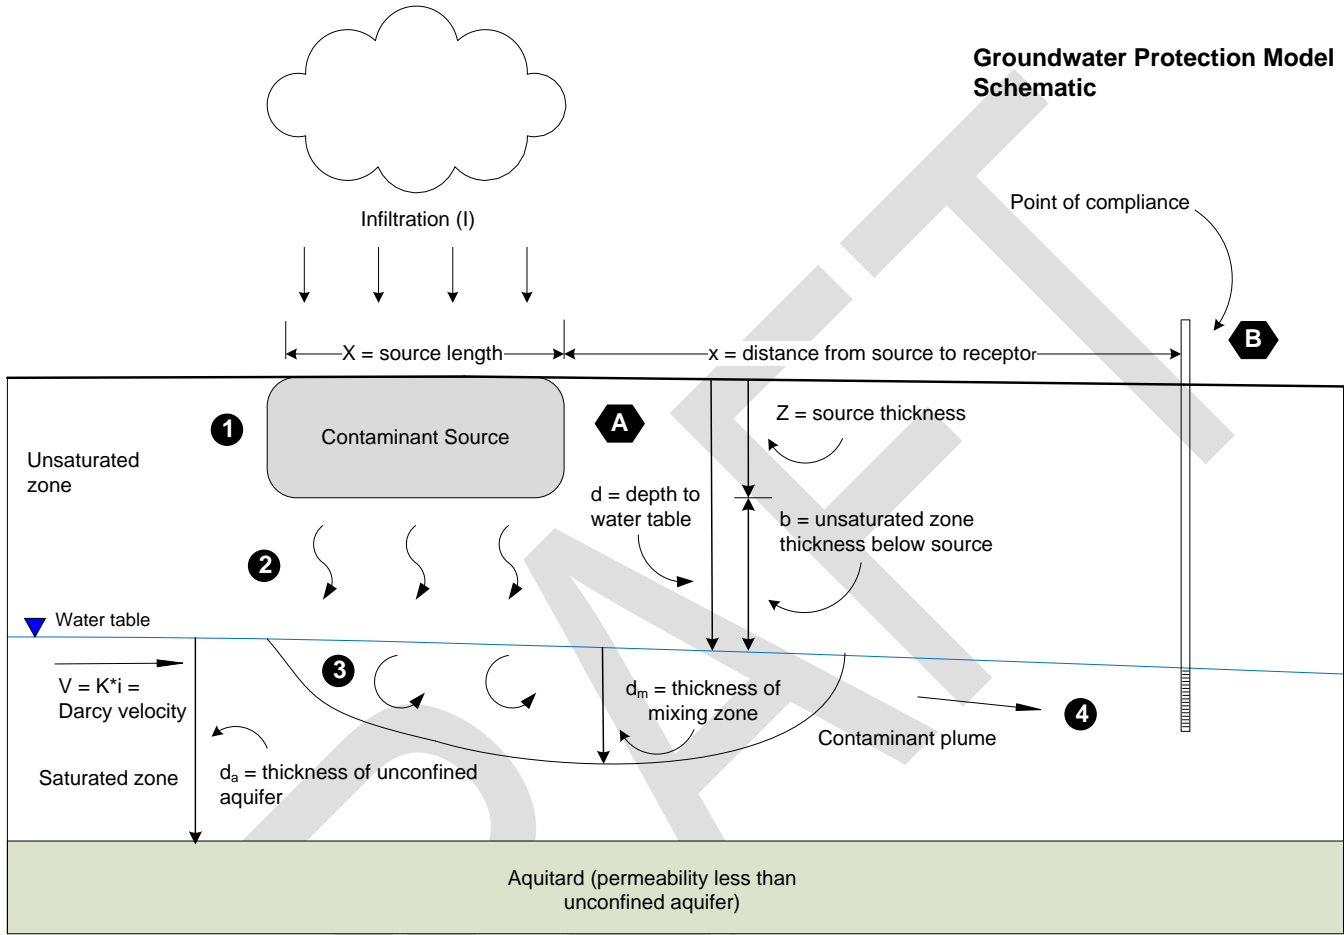 Groundwater Protection Model
Schematic
Infiltration (I)
Point of compliance
X = source length
x = distance from source to receptor
B
1
Contaminant Source
A
Z = source thickness
Unsaturated
zone
d = depth to
water table
b = unsaturated zone
thickness below source
2
Water table
3
V = K*i =
Darcy velocity
dm = thickness of
mixing zone
4
Contaminant plume
Saturated zone
da = thickness of unconfined
aquifer
Aquitard (permeability less than
unconfined aquifer)
DRAFT